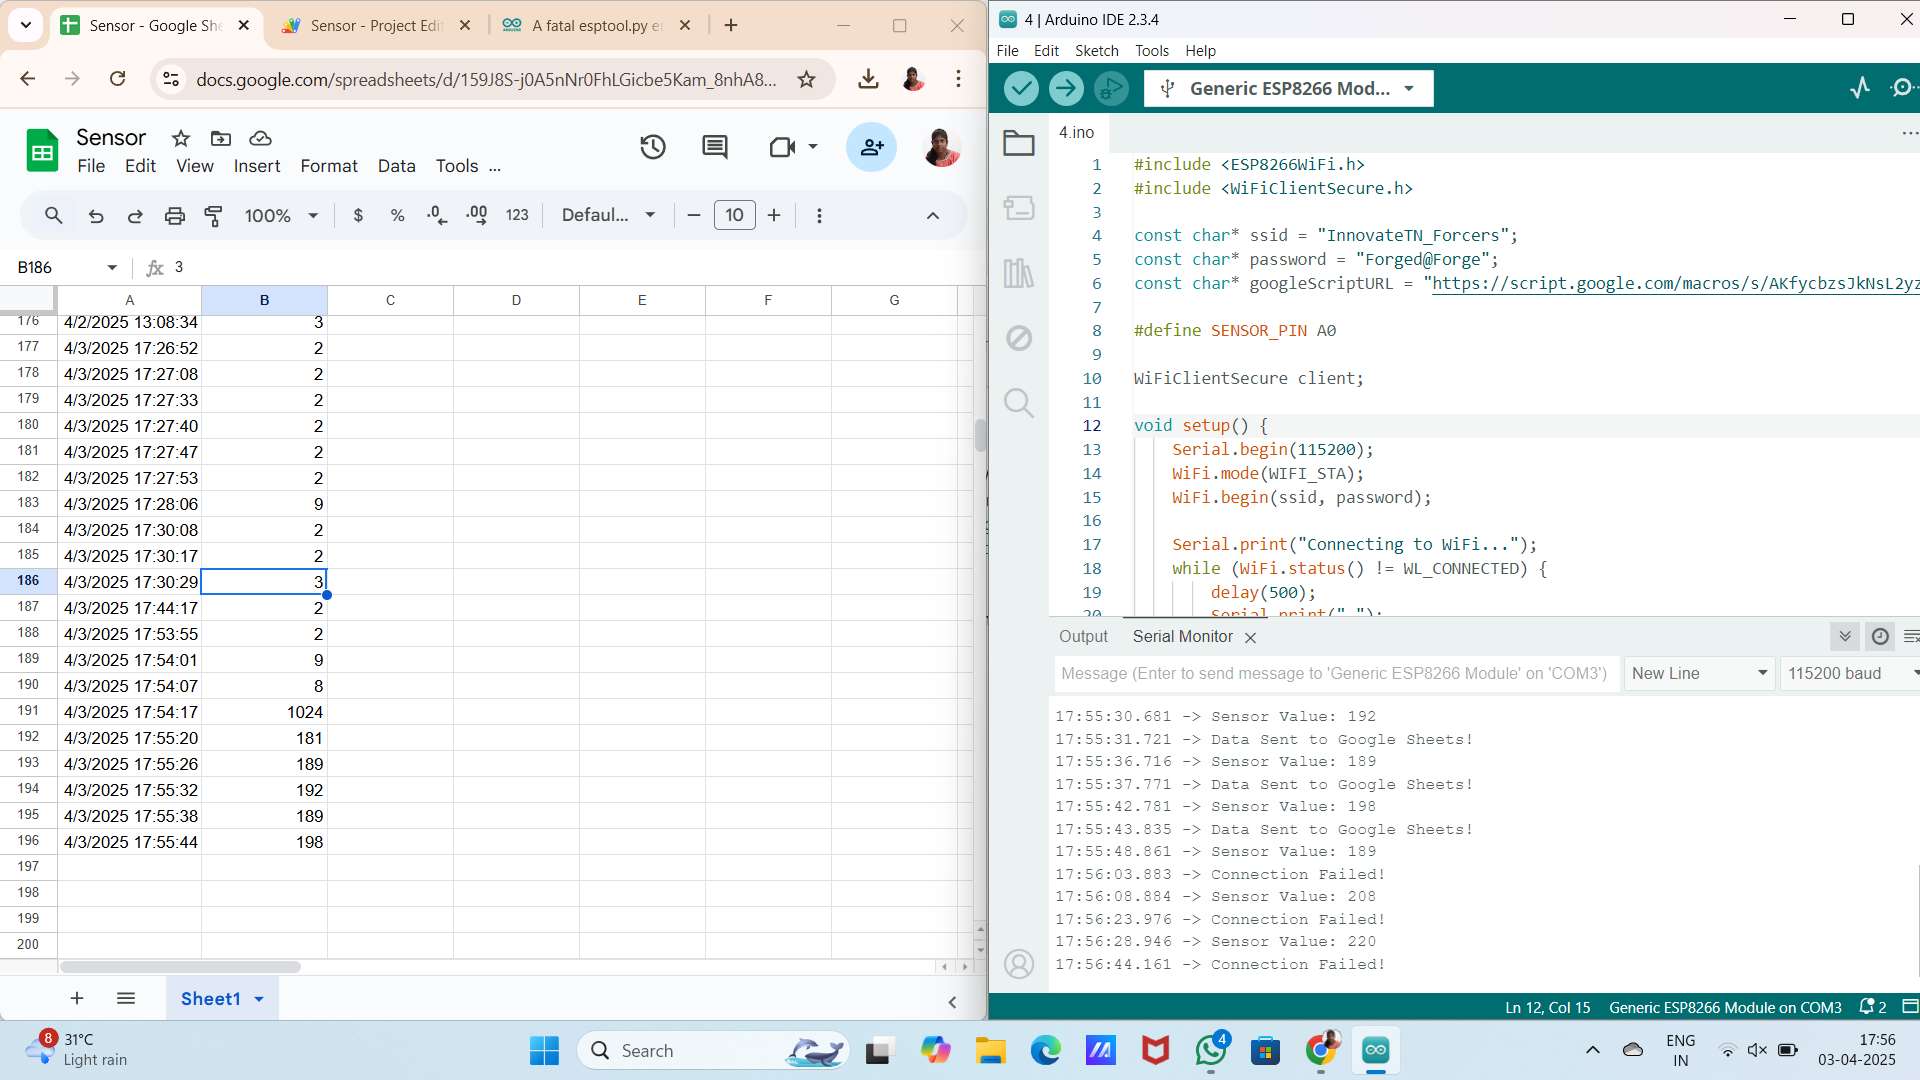 Sensor - Google She
Sensor - Project Edit
A fatal esptool.py er
docs.google.com/spreadsheets/d/159J8S-j0A5nNr0FhLGicbe5Kam_8nhA8...
Sensor
File Edit View Insert Format Data Tools ...
100% $ % .0 .00 123 Defaul... 10
B186 fx 3
A B C D E F G
176 4/2/2025 13:08:34 3
177 4/3/2025 17:26:52 2
178 4/3/2025 17:27:08 2
179 4/3/2025 17:27:33 2
180 4/3/2025 17:27:40 2
181 4/3/2025 17:27:47 2
182 4/3/2025 17:27:53 2
183 4/3/2025 17:28:06 9
184 4/3/2025 17:30:08 2
185 4/3/2025 17:30:17 2
186 4/3/2025 17:30:29 3
187 4/3/2025 17:44:17 2
188 4/3/2025 17:53:55 2
189 4/3/2025 17:54:01 9
190 4/3/2025 17:54:07 8
191 4/3/2025 17:54:17 1024
192 4/3/2025 17:55:20 181
193 4/3/2025 17:55:26 189
194 4/3/2025 17:55:32 192
195 4/3/2025 17:55:38 189
196 4/3/2025 17:55:44 198
197
198
199
200
Sheet1
4 | Arduino IDE 2.3.4
File Edit Sketch Tools Help
Generic ESP8266 Mod...
4.ino
1 #include <ESP8266WiFi.h>
2 #include <WiFiClientSecure.h>
3
4 const char* ssid = "InnovateTN_Forcers";
5 const char* password = "Forged@Forge";
6 const char* googleScriptURL = "https://script.google.com/macros/s/AKfycbzsJkNsL2yz
7
8 #define SENSOR_PIN A0
9
10 WiFiClientSecure client;
11
12 void setup() {
13 Serial.begin(115200);
14 WiFi.mode(WIFI_STA);
15 WiFi.begin(ssid, password);
16
17 Serial.print("Connecting to WiFi...");
18 while (WiFi.status() != WL_CONNECTED) {
19 delay(500);
20 Serial.print(".");
Output Serial Monitor
Message (Enter to send message to 'Generic ESP8266 Module' on 'COM3') New Line 115200 baud
17:55:30.681 -> Sensor Value: 192
17:55:31.721 -> Data Sent to Google Sheets!
17:55:36.716 -> Sensor Value: 189
17:55:37.771 -> Data Sent to Google Sheets!
17:55:42.781 -> Sensor Value: 198
17:55:43.835 -> Data Sent to Google Sheets!
17:55:48.861 -> Sensor Value: 189
17:56:03.883 -> Connection Failed!
17:56:08.884 -> Sensor Value: 208
17:56:23.976 -> Connection Failed!
17:56:28.946 -> Sensor Value: 220
17:56:44.161 -> Connection Failed!
Ln 12, Col 15 Generic ESP8266 Module on COM3 2
8
31°C
Light rain
Search
4
ENG
IN
17:56
03-04-2025